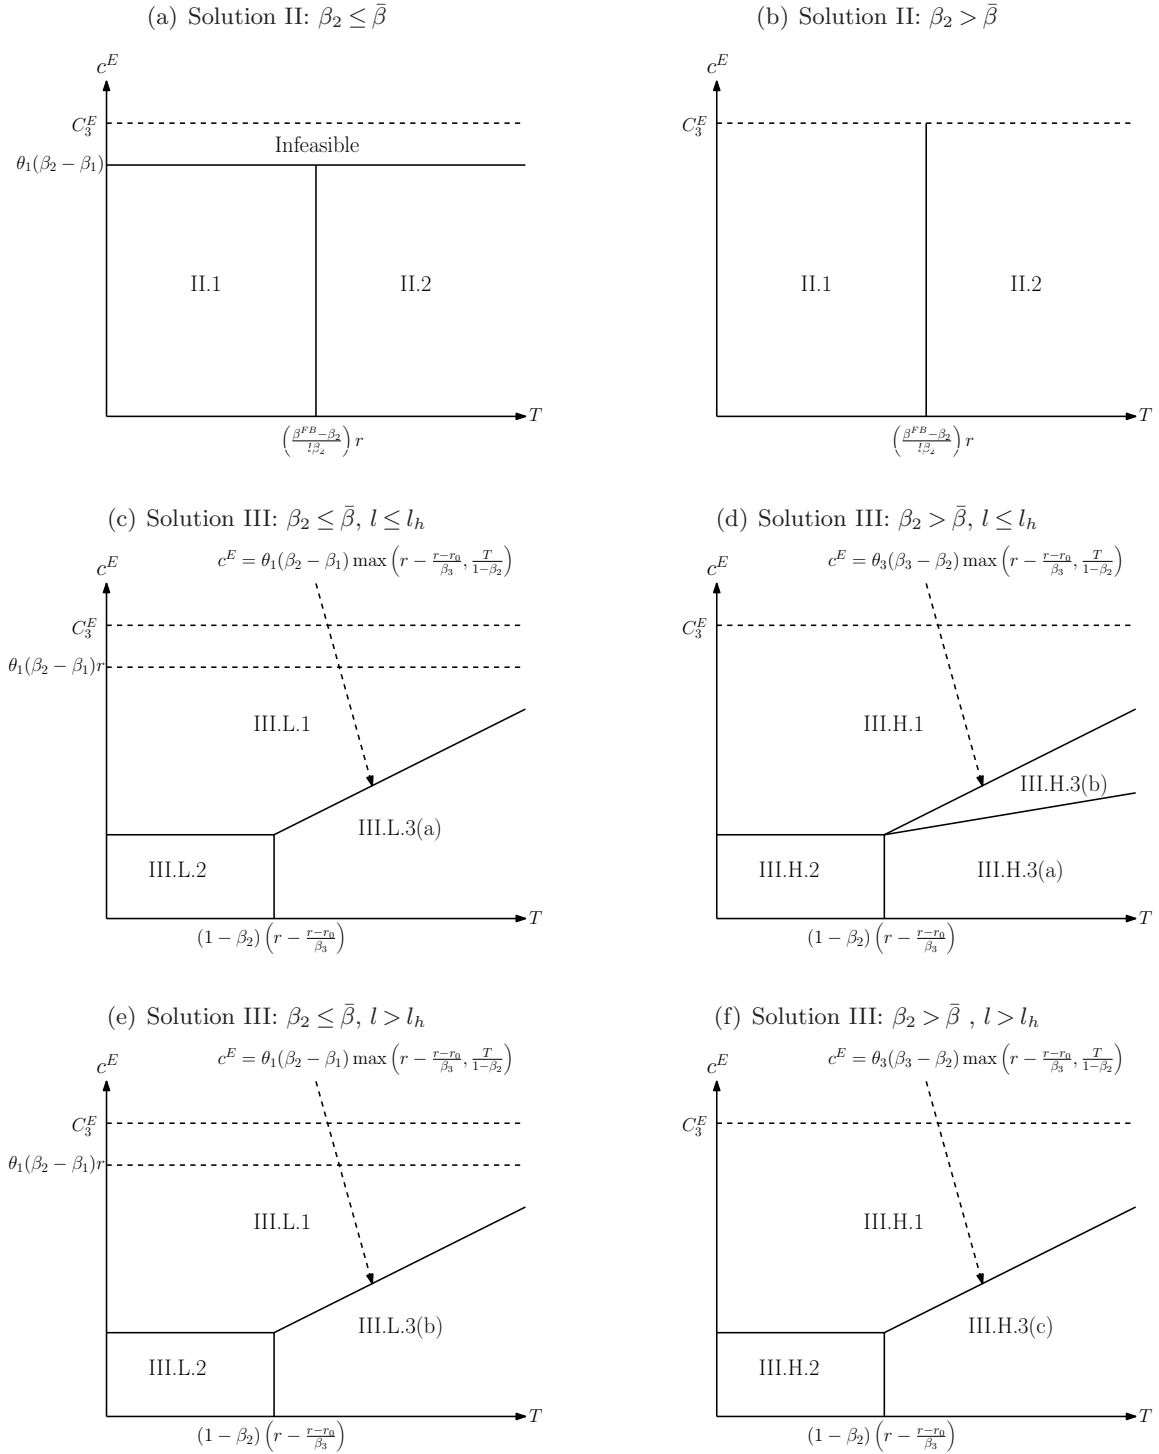 (a) Solution II: β₂ ≤ β̄
(b) Solution II: β₂ > β̄
c^E
c^E
C₃^E
C₃^E
Infeasible
θ₁(β₂ − β₁)
II.1
II.2
II.1
II.2
T
T
((β^{FB}−β₂)/(lβ₂)) r
((β^{FB}−β₂)/(lβ₂)) r
(c) Solution III: β₂ ≤ β̄, l ≤ l_h
(d) Solution III: β₂ > β̄, l ≤ l_h
c^E = θ₁(β₂ − β₁) max (r − (r−r₀)/β₃, T/(1−β₂))
c^E = θ₃(β₃ − β₂) max (r − (r−r₀)/β₃, T/(1−β₂))
c^E
c^E
C₃^E
C₃^E
θ₁(β₂ − β₁)r
III.L.1
III.H.1
III.H.3(b)
III.L.3(a)
III.L.2
III.H.2
III.H.3(a)
T
T
(1 − β₂) (r − (r−r₀)/β₃)
(1 − β₂) (r − (r−r₀)/β₃)
(e) Solution III: β₂ ≤ β̄, l > l_h
(f) Solution III: β₂ > β̄ , l > l_h
c^E = θ₁(β₂ − β₁) max (r − (r−r₀)/β₃, T/(1−β₂))
c^E = θ₃(β₃ − β₂) max (r − (r−r₀)/β₃, T/(1−β₂))
c^E
c^E
C₃^E
C₃^E
θ₁(β₂ − β₁)r
III.L.1
III.H.1
III.L.3(b)
III.H.3(c)
III.L.2
III.H.2
T
T
(1 − β₂) (r − (r−r₀)/β₃)
(1 − β₂) (r − (r−r₀)/β₃)